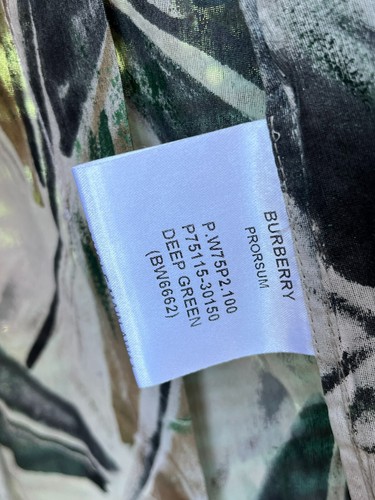 BURBERRY
PRORSUM
P.W75P2.100
P75115-30150
DEEP GREEN
(BW6662)